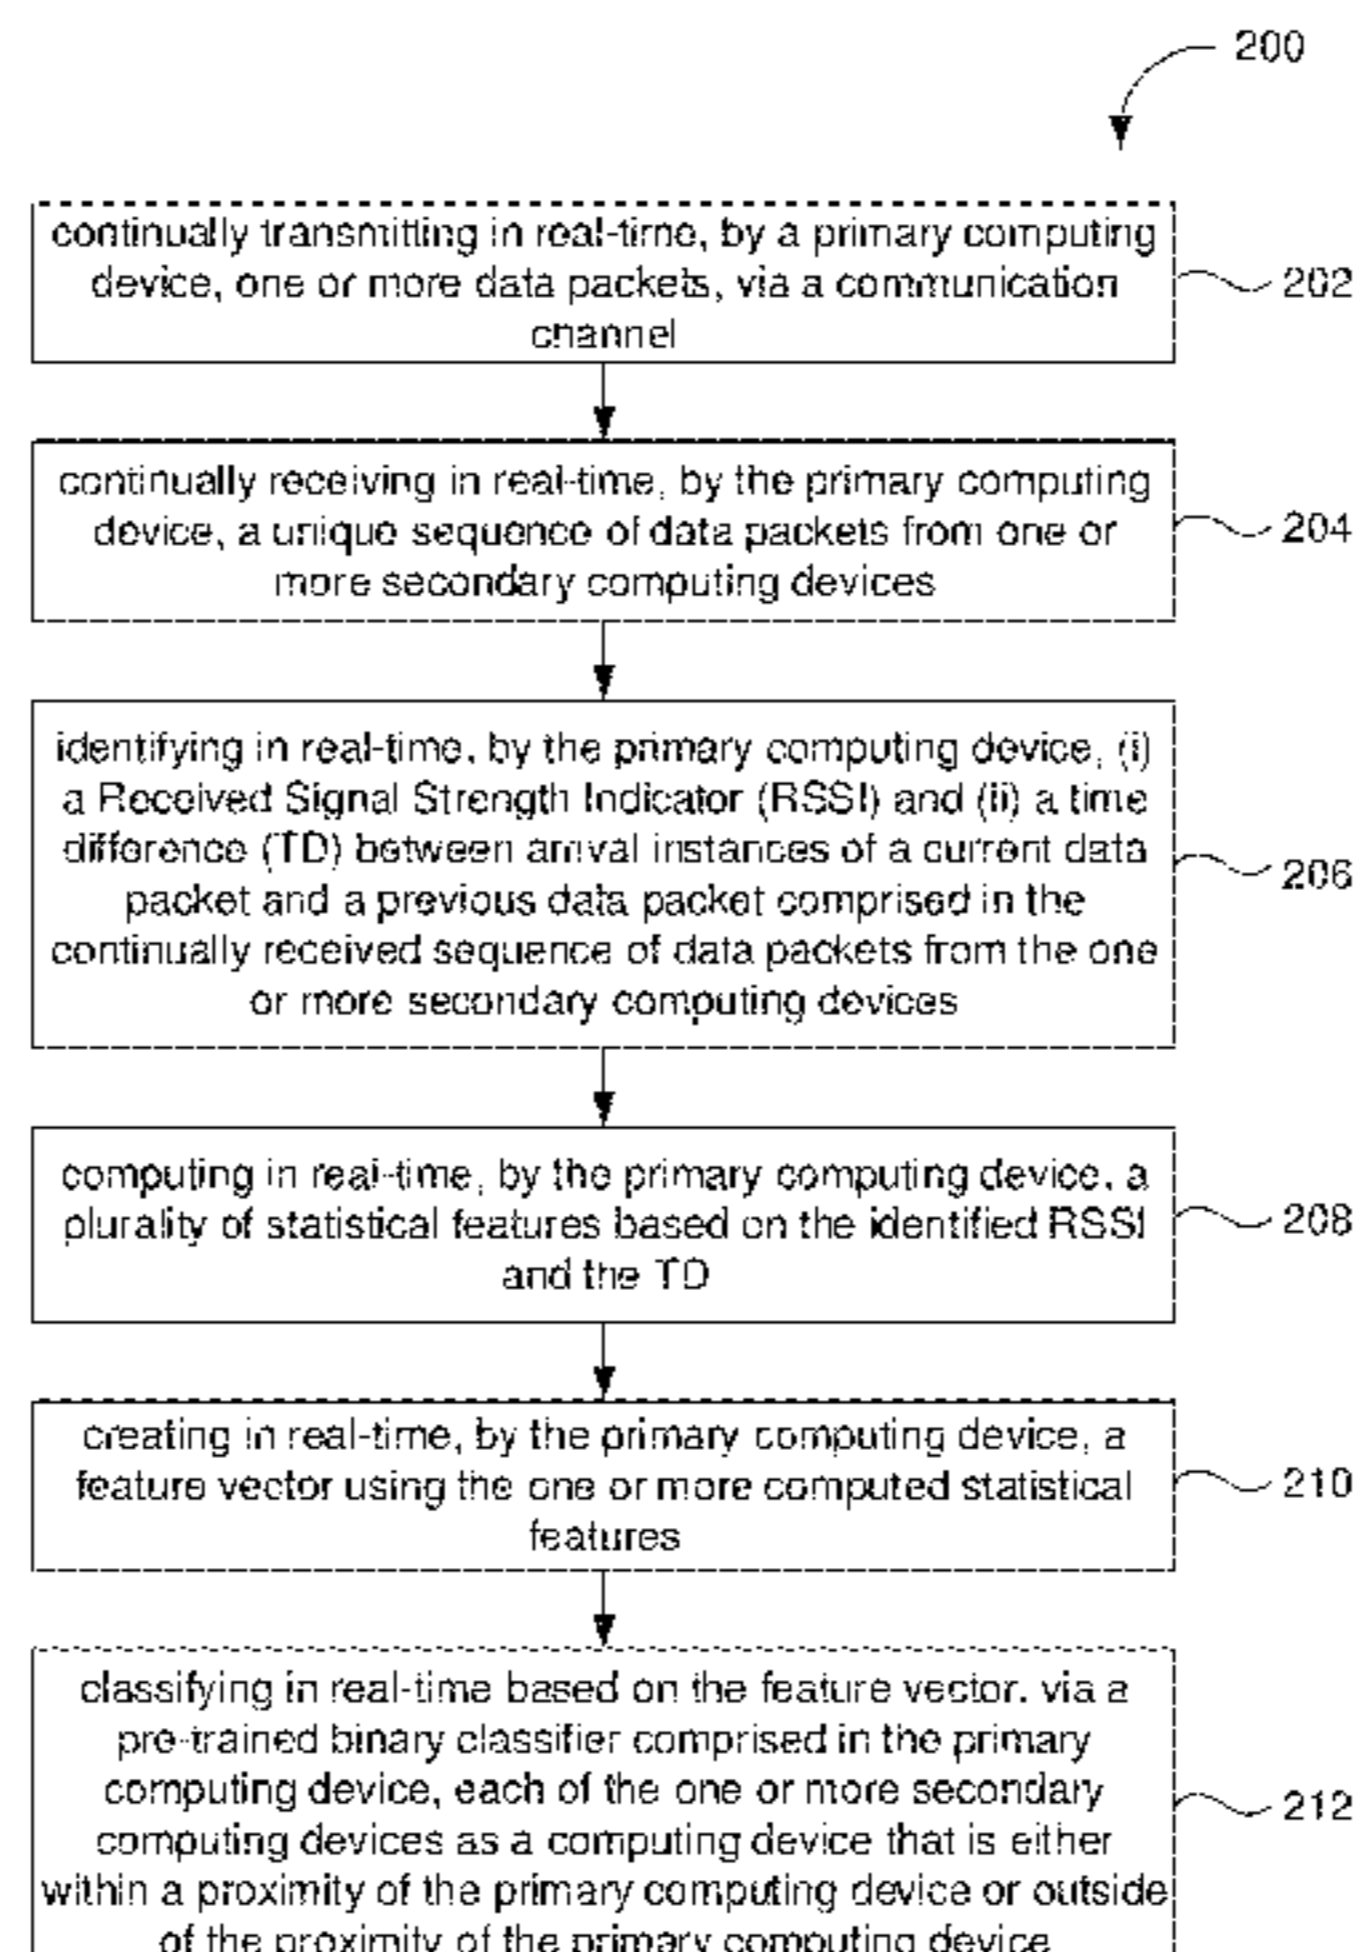 200
continually transmitting in real-time, by a primary computing
device, one or more data packets, via a communication
channel
202
continually receiving in real-time, by the primary computing
device, a unique sequence of data packets from one or
more secondary computing devices
204
identifying in real-time, by the primary computing device, (i)
a Received Signal Strength Indicator (RSSI) and (ii) a time
difference (TD) between arrival instances of a current data
packet and a previous data packet comprised in the
continually received sequence of data packets from the one
or more secondary computing devices
206
computing in real-time, by the primary computing device, a
plurality of statistical features based on the identified RSSI
and the TD
208
creating in real-time, by the primary computing device, a
feature vector using the one or more computed statistical
features
210
classifying in real-time based on the feature vector, via a
pre-trained binary classifier comprised in the primary
computing device, each of the one or more secondary
computing devices as a computing device that is either
within a proximity of the primary computing device or outside
of the proximity of the primary computing device
212